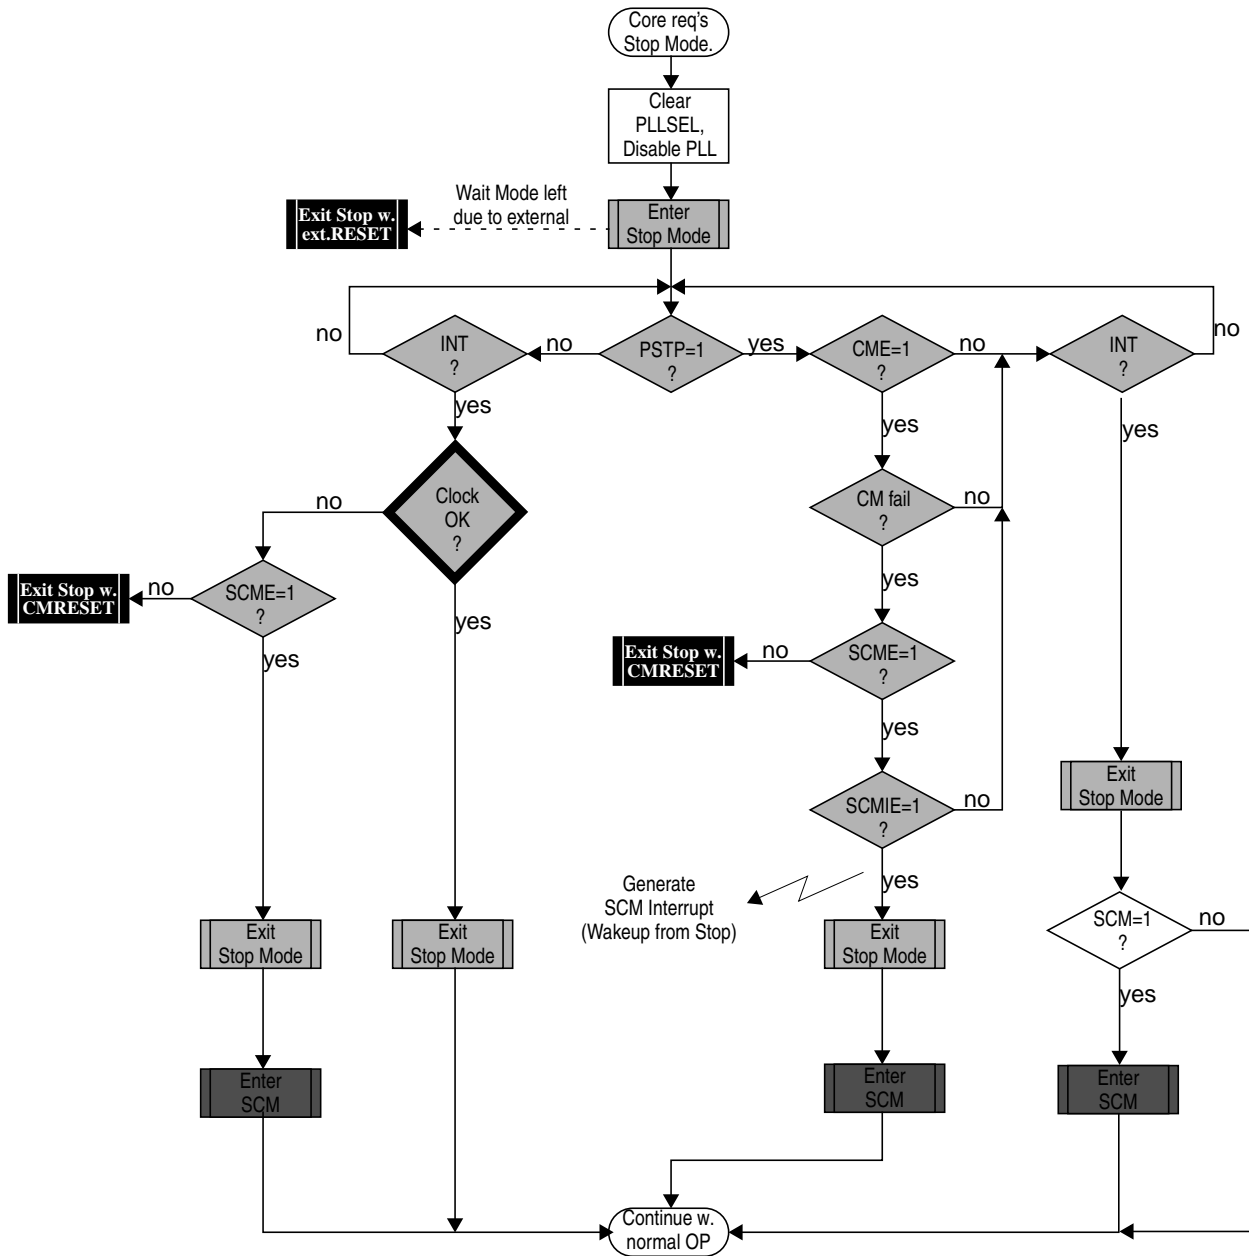 Core req's
Stop Mode.
Clear
PLLSEL,
Disable PLL
Wait Mode left
due to external
Exit Stop w.
ext.RESET
Enter
Stop Mode
no
INT
?
no
PSTP=1
?
yes
CME=1
?
no
INT
?
no
yes
yes
yes
Clock
OK
?
no
CM fail
?
no
Exit Stop w.
CMRESET
no
SCME=1
?
yes
yes
yes
Exit Stop w.
CMRESET
no
SCME=1
?
yes
SCMIE=1
?
no
Exit
Stop Mode
Generate
SCM Interrupt
(Wakeup from Stop)
yes
Exit
Stop Mode
Exit
Stop Mode
Exit
Stop Mode
SCM=1
?
no
yes
Enter
SCM
Enter
SCM
Enter
SCM
Continue w.
normal OP